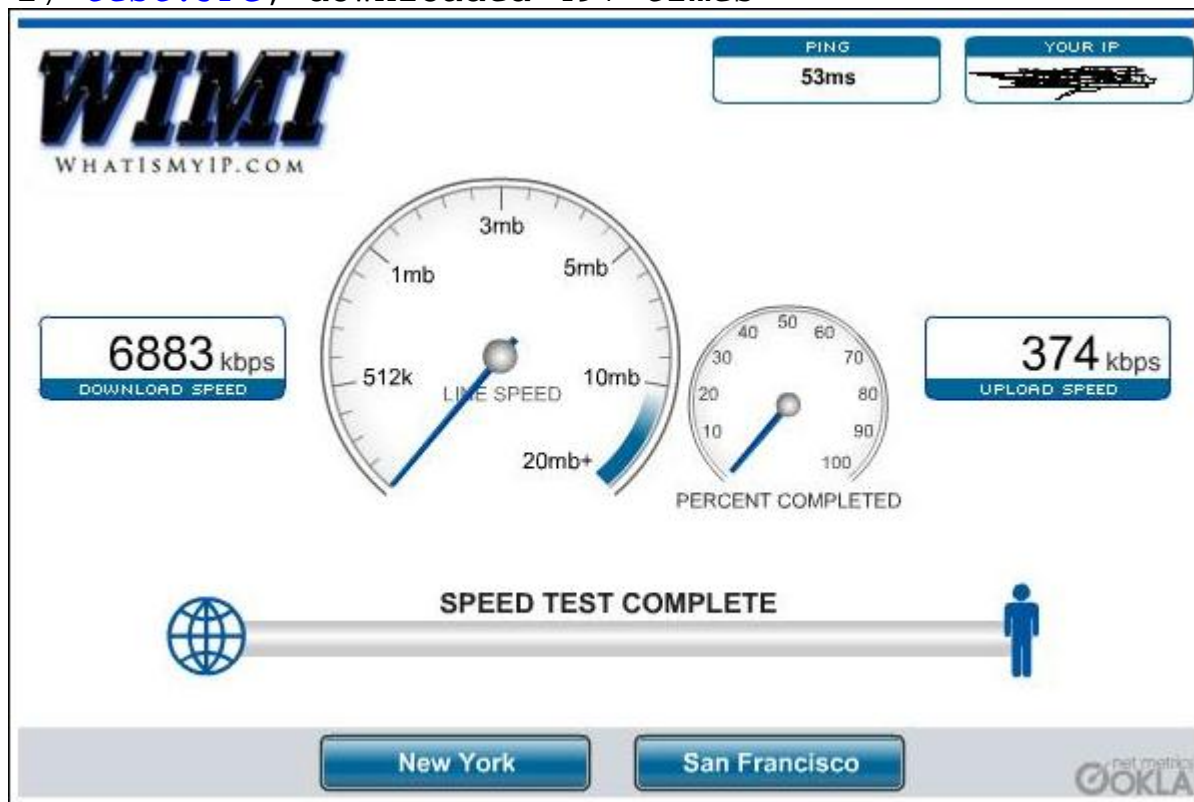 PING
53ms
YOUR IP
WIMI
WHATISMYIP.COM
3mb
1mb
5mb
512k
10mb
20mb+
LINE SPEED
6883 kbps
DOWNLOAD SPEED
10
20
30
40
50
60
70
80
90
100
PERCENT COMPLETED
374 kbps
UPLOAD SPEED
SPEED TEST COMPLETE
New York
San Francisco
net metrics
OOKLA